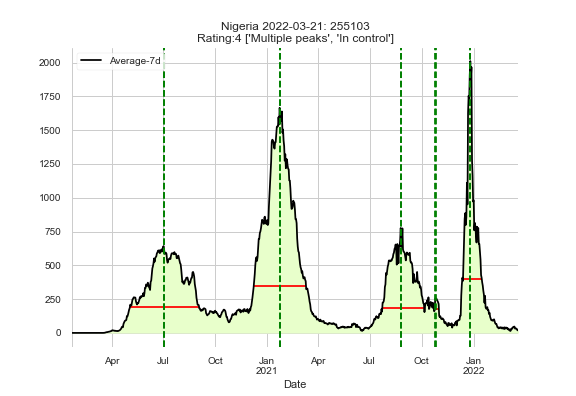 Nigeria 2022-03-21: 255103
Rating:4 ['Multiple peaks', 'In control']
Average-7d
2000
1750
1500
1250
1000
750
500
250
0
Apr
Jul
Oct
Jan
2021
Apr
Jul
Oct
Jan
2022
Date